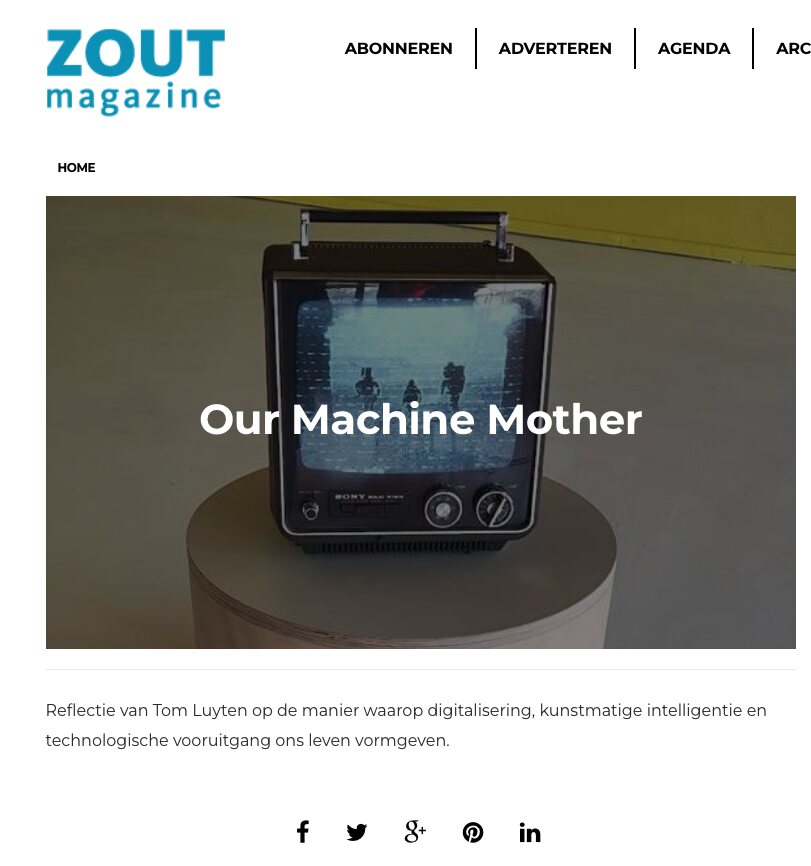 ZOUT
magazine
ABONNEREN
ADVERTEREN
AGENDA
ARC
HOME
Our Machine Mother
SONY
Reflectie van Tom Luyten op de manier waarop digitalisering, kunstmatige intelligentie en
technologische vooruitgang ons leven vormgeven.